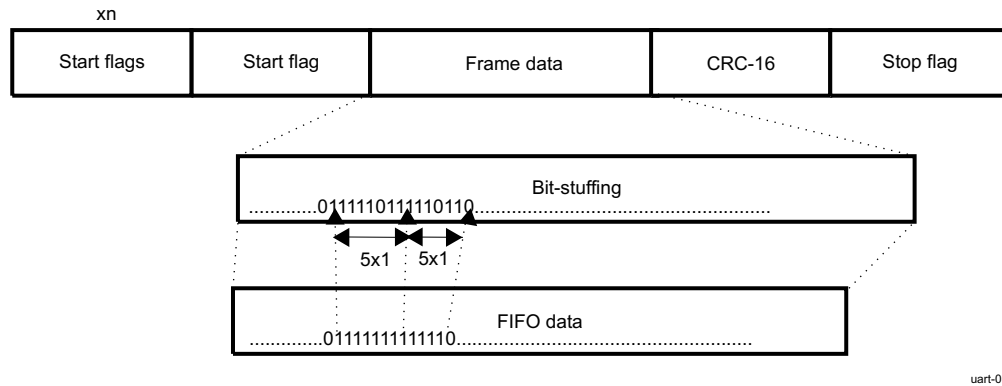 xn
Start flags Start flag Frame data CRC-16 Stop flag
Bit-stuffing
.............0111110111110110......................................................................
5x1 5x1
FIFO data
..............01111111111110....................................................................
uart-0